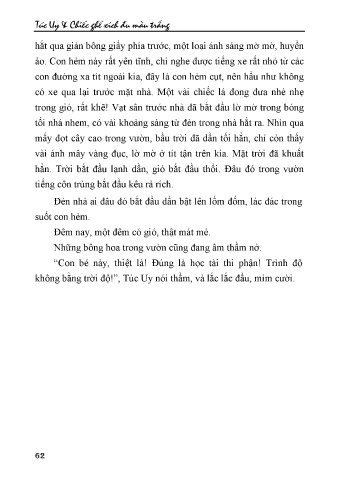 Túc Uy & Chiếc ghế xích đu màu trắng
hắt qua giàn bông giấy phía trước, một loại ánh sáng mờ mờ, huyền
ảo. Con hẻm này rất yên tĩnh, chỉ nghe được tiếng xe rất nhỏ từ các
con đường xa tít ngoài kia, đây là con hẻm cụt, nên hầu như không
có xe qua lại trước mặt nhà. Một vài chiếc lá đong đưa nhè nhẹ
trong gió, rất khẽ! Vạt sân trước nhà đã bắt đầu lờ mờ trong bóng
tối nhá nhem, có vài khoảng sáng từ đèn trong nhà hắt ra. Nhìn qua
mấy đọt cây cao trong vườn, bầu trời đã dần tối hẳn, chỉ còn thấy
vài ánh mây vàng đục, lờ mờ ở tít tận trên kia. Mặt trời đã khuất
hẳn. Trời bắt đầu lạnh dần, gió bắt đầu thổi. Đâu đó trong vườn
tiếng côn trùng bắt đầu kêu rả rích.
Đèn nhà ai đâu đó bắt đầu dần bật lên lốm đốm, lác đác trong
suốt con hẻm.
Đêm nay, một đêm có gió, thật mát mẻ.
Những bông hoa trong vườn cũng đang âm thầm nở.
“Con bé này, thiệt là! Đúng là học tài thi phận! Trình độ
không bằng trời độ!”, Túc Uy nói thầm, và lắc lắc đầu, mỉm cười.
62